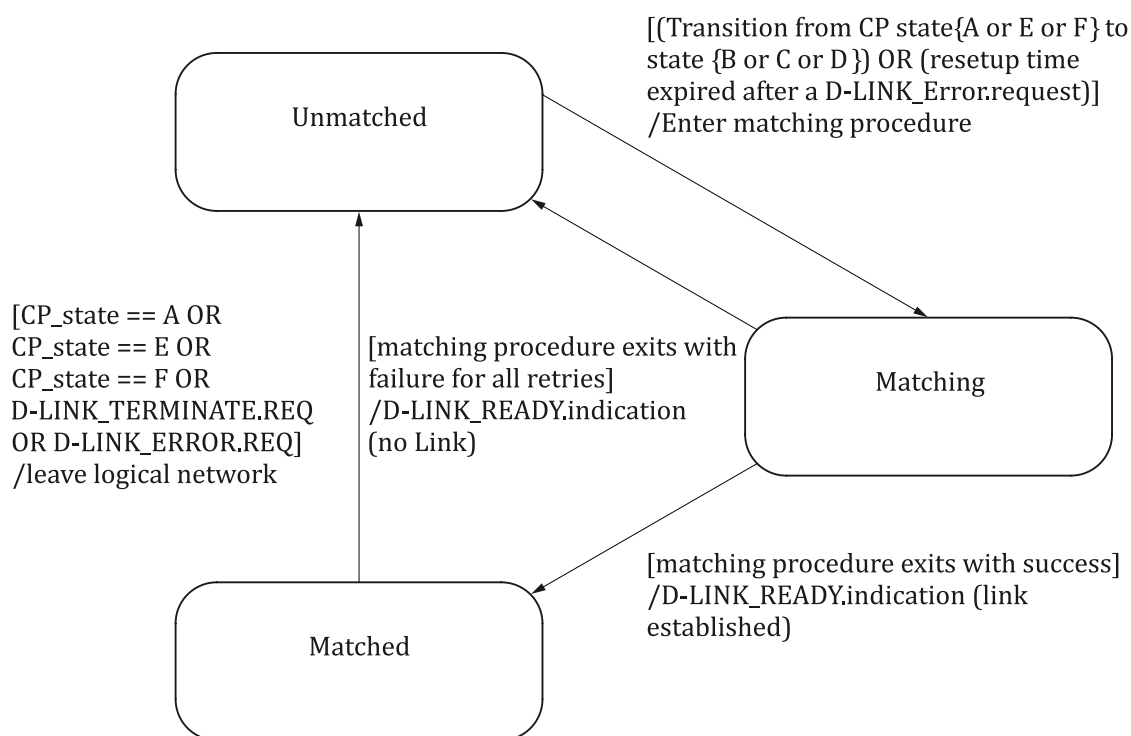 [(Transition from CP state{A or E or F} to
state {B or C or D }) OR (resetup time
expired after a D-LINK_Error.request)]
/Enter matching procedure
Unmatched
[CP_state == A OR
CP_state == E OR
CP_state == F OR
D-LINK_TERMINATE.REQ
OR D-LINK_ERROR.REQ]
/leave logical network
[matching procedure exits with
failure for all retries]
/D-LINK_READY.indication
(no Link)
Matching
[matching procedure exits with success]
/D-LINK_READY.indication (link
established)
Matched